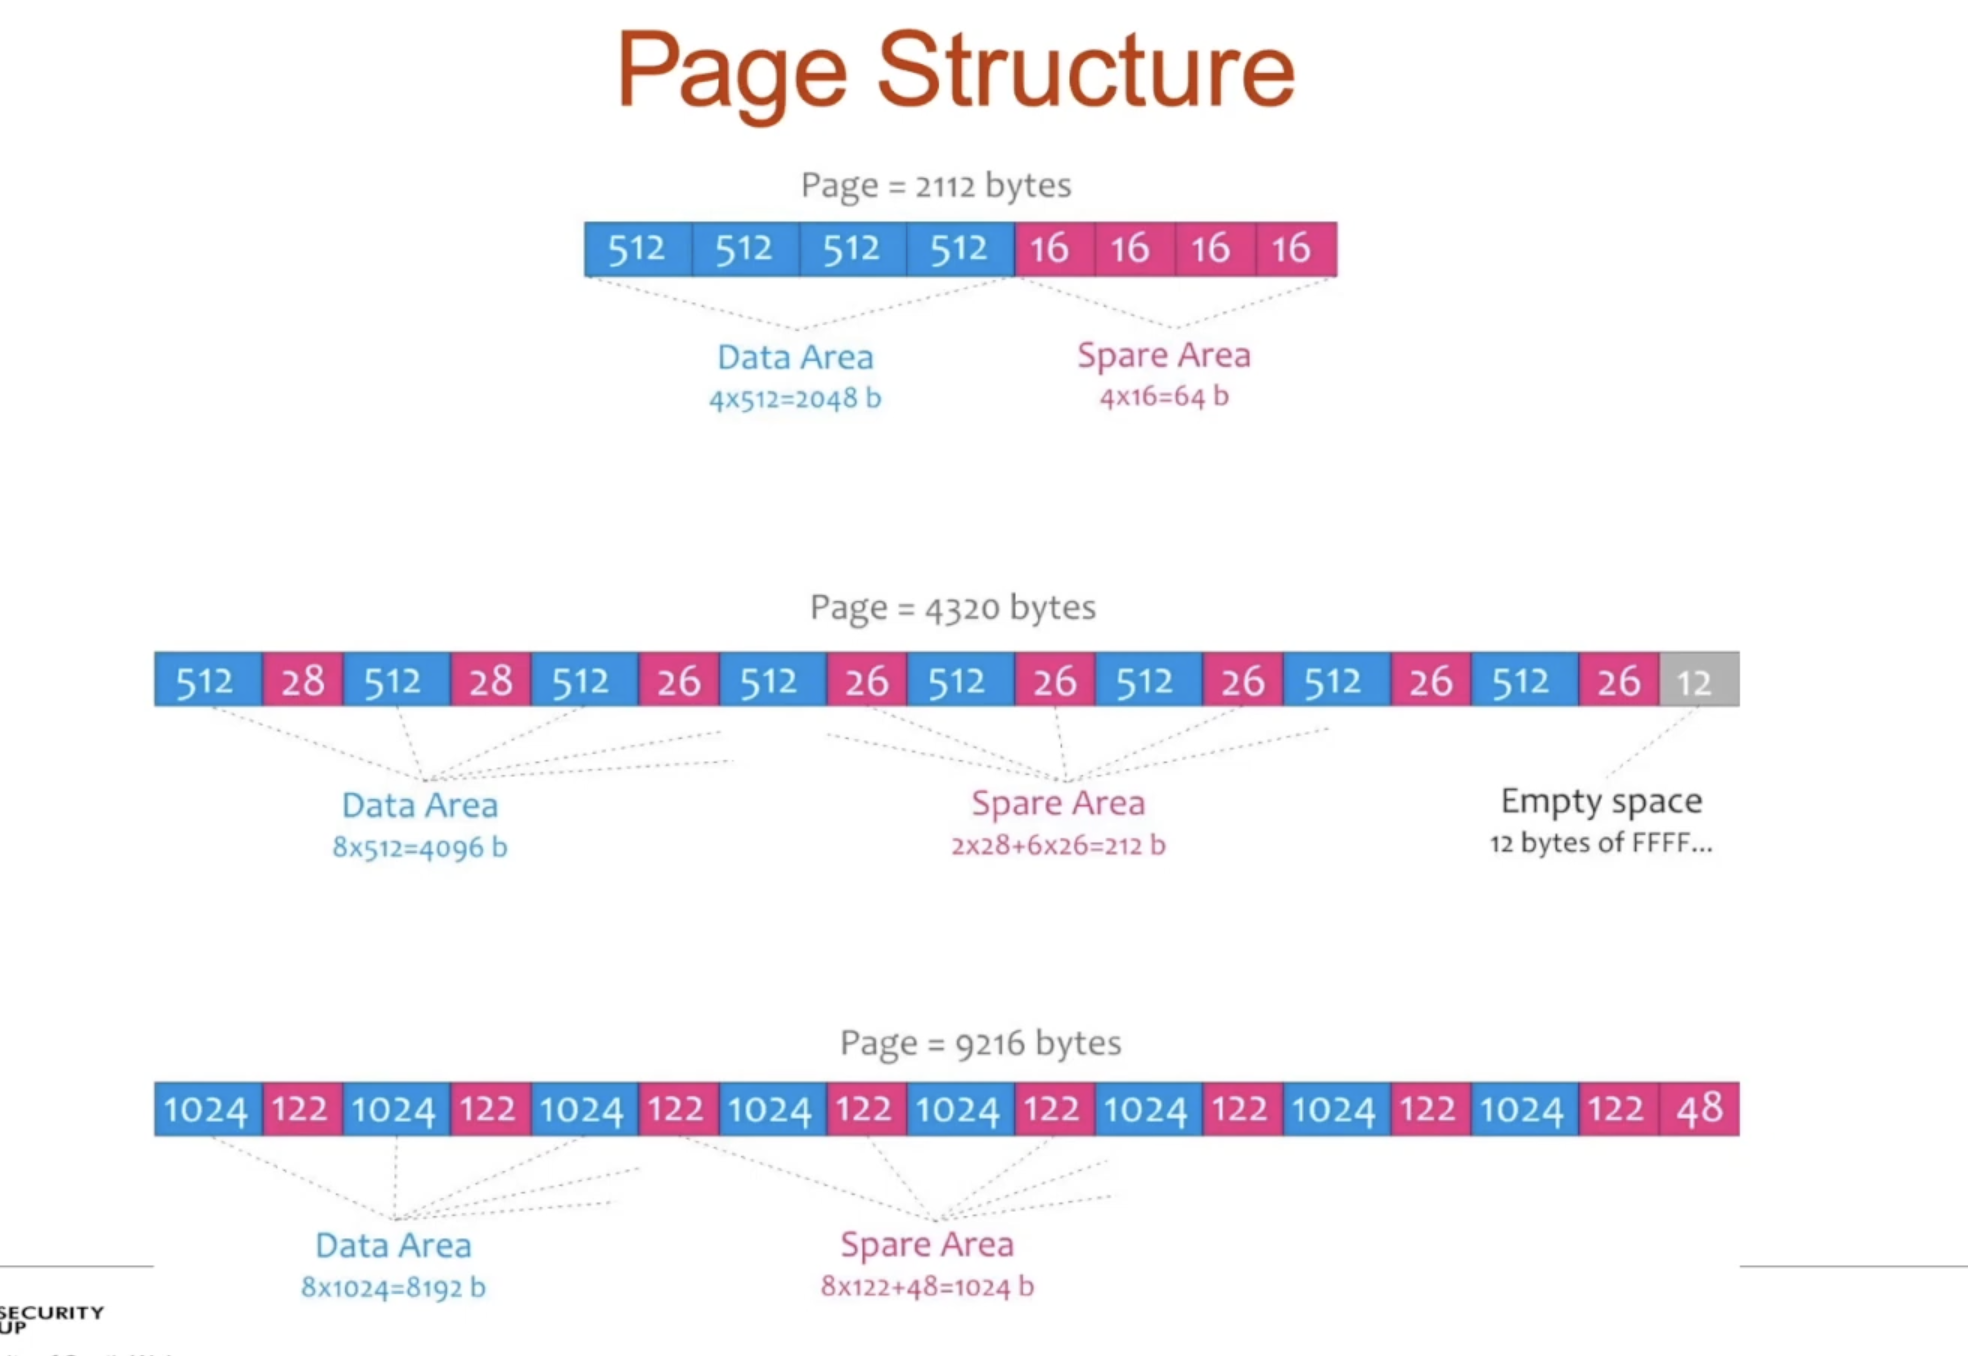 Page Structure
Page = 2112 bytes
512 512 512 512 16 16 16 16
Data Area
4x512=2048 b
Spare Area
4x16=64 b
Page = 4320 bytes
512 28 512 28 512 26 512 26 512 26 512 26 512 26 512 26 12
Data Area
8x512=4096 b
Spare Area
2x28+6x26=212 b
Empty space
12 bytes of FFFF...
Page = 9216 bytes
1024 122 1024 122 1024 122 1024 122 1024 122 1024 122 1024 122 1024 122 48
Data Area
8x1024=8192 b
Spare Area
8x122+48=1024 b
SECURITY
UP